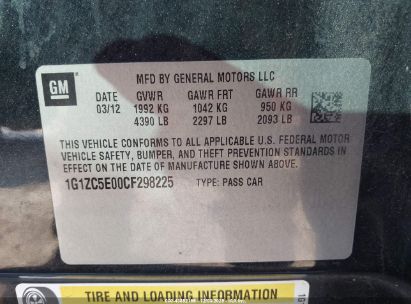 GM
MFD BY GENERAL MOTORS LLC
DATE GVWR GAWR FRT GAWR RR
03/12 1992 KG 1042 KG 950 KG
4390 LB 2297 LB 2093 LB
THIS VEHICLE CONFORMS TO ALL APPLICABLE U.S. FEDERAL MOTOR
VEHICLE SAFETY, BUMPER, AND THEFT PREVENTION STANDARDS
IN EFFECT ON THE DATE OF MANUFACTURE SHOWN ABOVE.
1G1ZC5E00CF298225 TYPE: PASS CAR
TIRE AND LOADING INFORMATION